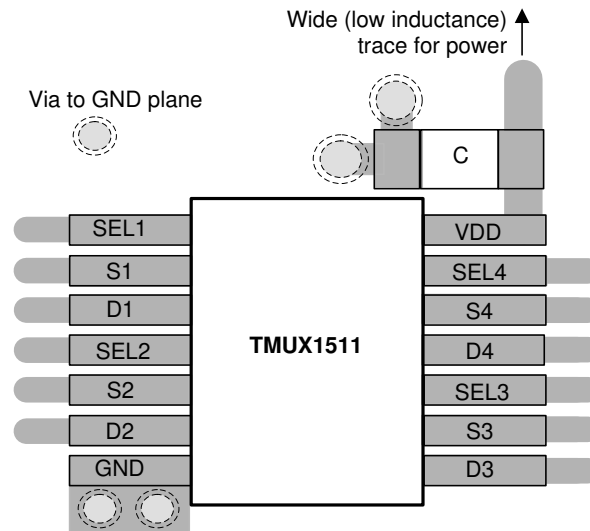 Wide (low inductance)
trace for power
Via to GND plane
C
SEL1
VDD
S1
SEL4
D1
S4
SEL2
TMUX1511
D4
S2
SEL3
D2
S3
GND
D3